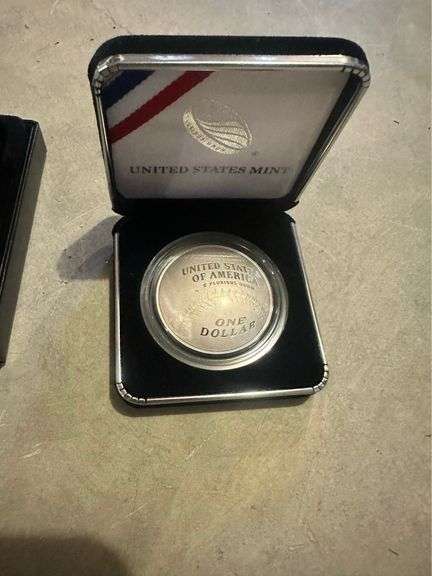 UNITED STATES MINT
UNITED STATES
OF AMERICA
E PLURIBUS UNUM
ONE
DOLLAR